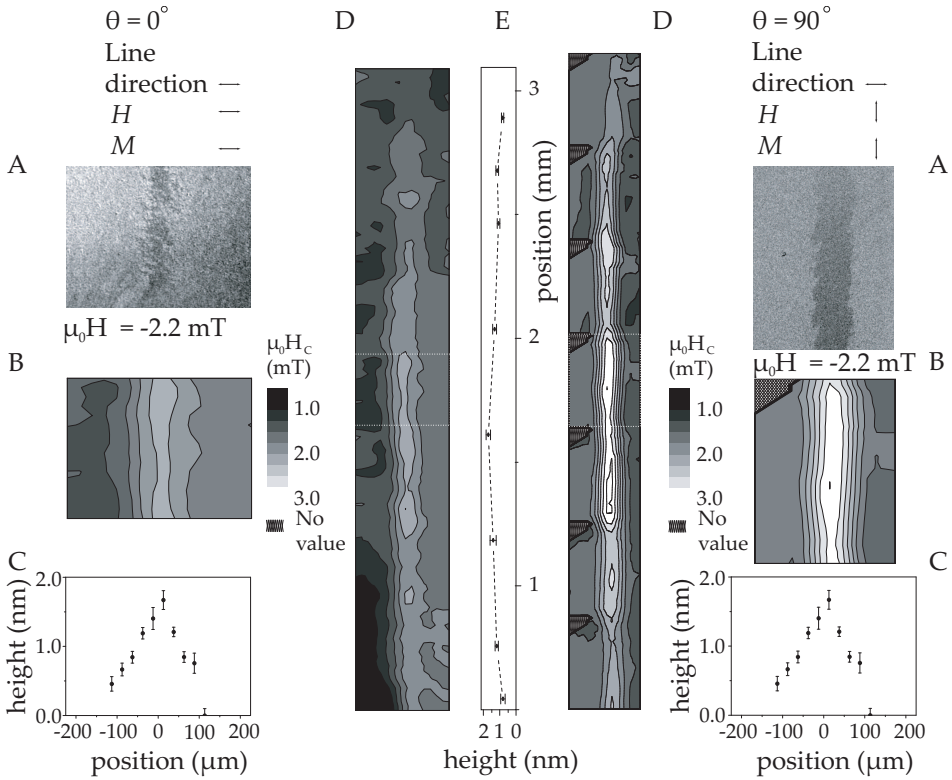 θ = 0°
Line
direction
H
M
D
E
D
θ = 90°
Line
direction
H
M
A
A
μ₀H = -2.2 mT
μ₀H = -2.2 mT
B
B
μ₀H_C
(mT)
1.0
2.0
3.0
No
value
μ₀H_C
(mT)
1.0
2.0
3.0
No
value
3
2
1
position (mm)
2 1 0
height (nm)
C
2.0
1.0
0.0
height (nm)
-200 -100 0 100 200
position (μm)
C
2.0
1.0
0.0
height (nm)
-200 -100 0 100 200
position (μm)